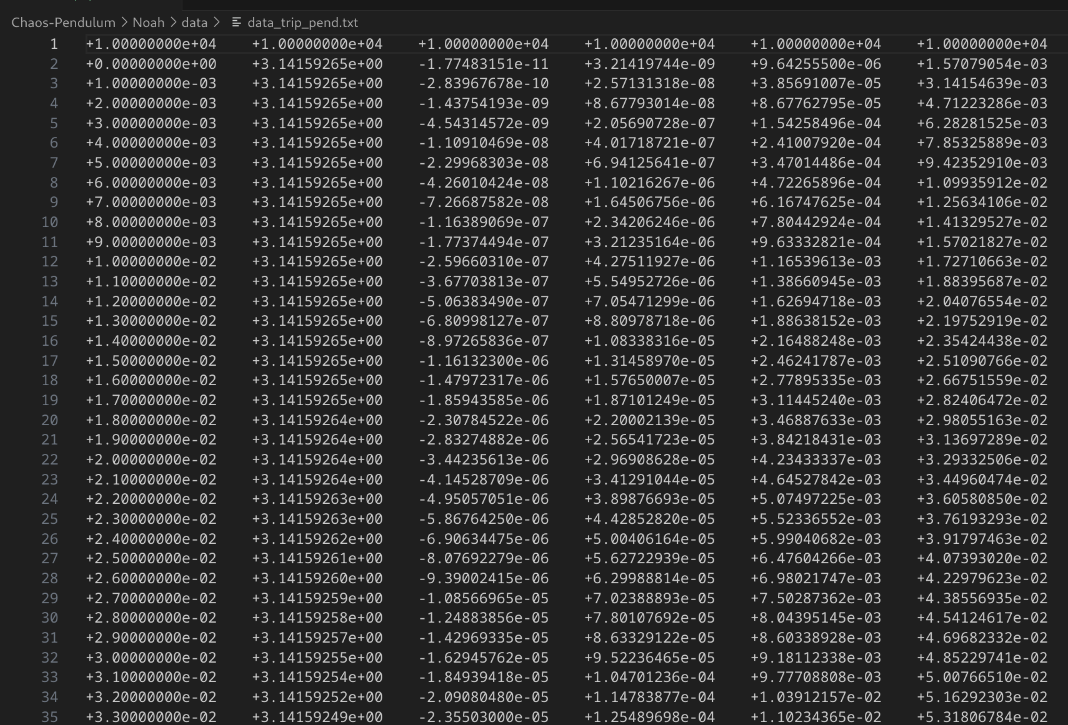 Chaos-Pendulum > Noah > data > data_trip_pend.txt
1 +1.00000000e+04 +1.00000000e+04 +1.00000000e+04 +1.00000000e+04 +1.00000000e+04 +1.00000000e+04
2 +0.00000000e+00 +3.14159265e+00 -1.77483151e-11 +3.21419744e-09 +9.64255500e-06 +1.57079054e-03
3 +1.00000000e-03 +3.14159265e+00 -2.83967678e-10 +2.57131318e-08 +3.85691007e-05 +3.14154639e-03
4 +2.00000000e-03 +3.14159265e+00 -1.43754193e-09 +8.67793014e-08 +8.67762795e-05 +4.71223286e-03
5 +3.00000000e-03 +3.14159265e+00 -4.54314572e-09 +2.05690728e-07 +1.54258496e-04 +6.28281525e-03
6 +4.00000000e-03 +3.14159265e+00 -1.10910469e-08 +4.01718721e-07 +2.41007920e-04 +7.85325889e-03
7 +5.00000000e-03 +3.14159265e+00 -2.29968303e-08 +6.94125641e-07 +3.47014486e-04 +9.42352910e-03
8 +6.00000000e-03 +3.14159265e+00 -4.26010424e-08 +1.10216267e-06 +4.72265896e-04 +1.09935912e-02
9 +7.00000000e-03 +3.14159265e+00 -7.26687582e-08 +1.64506756e-06 +6.16747625e-04 +1.25634106e-02
10 +8.00000000e-03 +3.14159265e+00 -1.16389069e-07 +2.34206246e-06 +7.80442924e-04 +1.41329527e-02
11 +9.00000000e-03 +3.14159265e+00 -1.77374494e-07 +3.21235164e-06 +9.63332821e-04 +1.57021827e-02
12 +1.00000000e-02 +3.14159265e+00 -2.59660310e-07 +4.27511927e-06 +1.16539613e-03 +1.72710663e-02
13 +1.10000000e-02 +3.14159265e+00 -3.67703813e-07 +5.54952726e-06 +1.38660945e-03 +1.88395687e-02
14 +1.20000000e-02 +3.14159265e+00 -5.06383490e-07 +7.05471299e-06 +1.62694718e-03 +2.04076554e-02
15 +1.30000000e-02 +3.14159265e+00 -6.80998127e-07 +8.80978718e-06 +1.88638152e-03 +2.19752919e-02
16 +1.40000000e-02 +3.14159265e+00 -8.97265836e-07 +1.08338316e-05 +2.16488248e-03 +2.35424438e-02
17 +1.50000000e-02 +3.14159265e+00 -1.16132300e-06 +1.31458970e-05 +2.46241787e-03 +2.51090766e-02
18 +1.60000000e-02 +3.14159265e+00 -1.47972317e-06 +1.57650007e-05 +2.77895335e-03 +2.66751559e-02
19 +1.70000000e-02 +3.14159265e+00 -1.85943585e-06 +1.87101249e-05 +3.11445240e-03 +2.82406472e-02
20 +1.80000000e-02 +3.14159264e+00 -2.30784522e-06 +2.20002139e-05 +3.46887633e-03 +2.98055163e-02
21 +1.90000000e-02 +3.14159264e+00 -2.83274882e-06 +2.56541723e-05 +3.84218431e-03 +3.13697289e-02
22 +2.00000000e-02 +3.14159264e+00 -3.44235613e-06 +2.96908628e-05 +4.23433337e-03 +3.29332506e-02
23 +2.10000000e-02 +3.14159264e+00 -4.14528709e-06 +3.41291044e-05 +4.64527842e-03 +3.44960474e-02
24 +2.20000000e-02 +3.14159263e+00 -4.95057051e-06 +3.89876693e-05 +5.07497225e-03 +3.60580850e-02
25 +2.30000000e-02 +3.14159263e+00 -5.86764250e-06 +4.42852820e-05 +5.52336552e-03 +3.76193293e-02
26 +2.40000000e-02 +3.14159262e+00 -6.90634475e-06 +5.00406164e-05 +5.99040682e-03 +3.91797463e-02
27 +2.50000000e-02 +3.14159261e+00 -8.07692279e-06 +5.62722939e-05 +6.47604266e-03 +4.07393020e-02
28 +2.60000000e-02 +3.14159260e+00 -9.39002415e-06 +6.29988814e-05 +6.98021747e-03 +4.22979623e-02
29 +2.70000000e-02 +3.14159259e+00 -1.08566965e-05 +7.02388893e-05 +7.50287362e-03 +4.38556935e-02
30 +2.80000000e-02 +3.14159258e+00 -1.24883856e-05 +7.80107692e-05 +8.04395145e-03 +4.54124617e-02
31 +2.90000000e-02 +3.14159257e+00 -1.42969335e-05 +8.63329122e-05 +8.60338928e-03 +4.69682332e-02
32 +3.00000000e-02 +3.14159255e+00 -1.62945762e-05 +9.52236465e-05 +9.18112338e-03 +4.85229741e-02
33 +3.10000000e-02 +3.14159254e+00 -1.84939418e-05 +1.04701236e-04 +9.77708808e-03 +5.00766510e-02
34 +3.20000000e-02 +3.14159252e+00 -2.09080480e-05 +1.14783877e-04 +1.03912157e-02 +5.16292303e-02
35 +3.30000000e-02 +3.14159249e+00 -2.35503000e-05 +1.25489698e-04 +1.10234365e-02 +5.31806784e-02